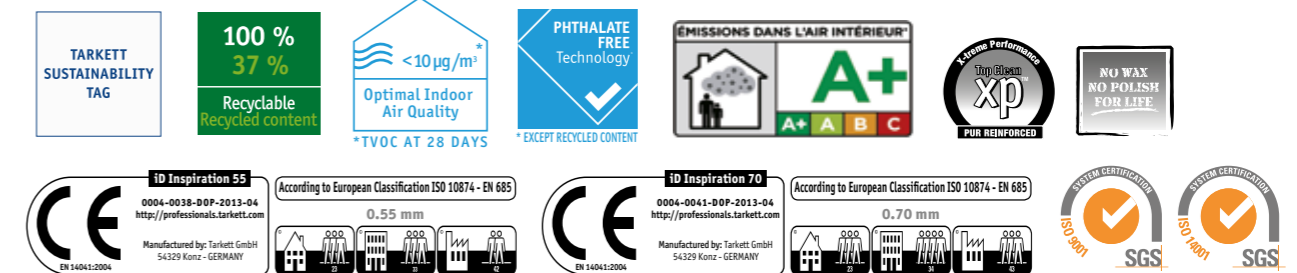 TARKETT
SUSTAINABILITY
TAG
100 %
37 %
Recyclable
Recycled content
<10µg/m³*
Optimal Indoor
Air Quality
*TVOC AT 28 DAYS
PHTHALATE
FREE
Technology*
* EXCEPT RECYCLED CONTENT
ÉMISSIONS DANS L'AIR INTÉRIEUR*
A+
A+ A B C
X-treme Performance
Top Clean
xp
PUR REINFORCED
NO WAX
NO POLISH
FOR LIFE
CE
EN 14041:2004
iD Inspiration 55
0004-0038-DOP-2013-04
http://professionals.tarkett.com
Manufactured by: Tarkett GmbH
54329 Konz - GERMANY
According to European Classification ISO 10874 - EN 685
0.55 mm
23 33 42
CE
EN 14041:2004
iD Inspiration 70
0004-0041-DOP-2013-04
http://professionals.tarkett.com
Manufactured by: Tarkett GmbH
54329 Konz - GERMANY
According to European Classification ISO 10874 - EN 685
0.70 mm
23 34 43
SYSTEM CERTIFICATION
ISO 9001
SGS
SYSTEM CERTIFICATION
ISO 14001
SGS